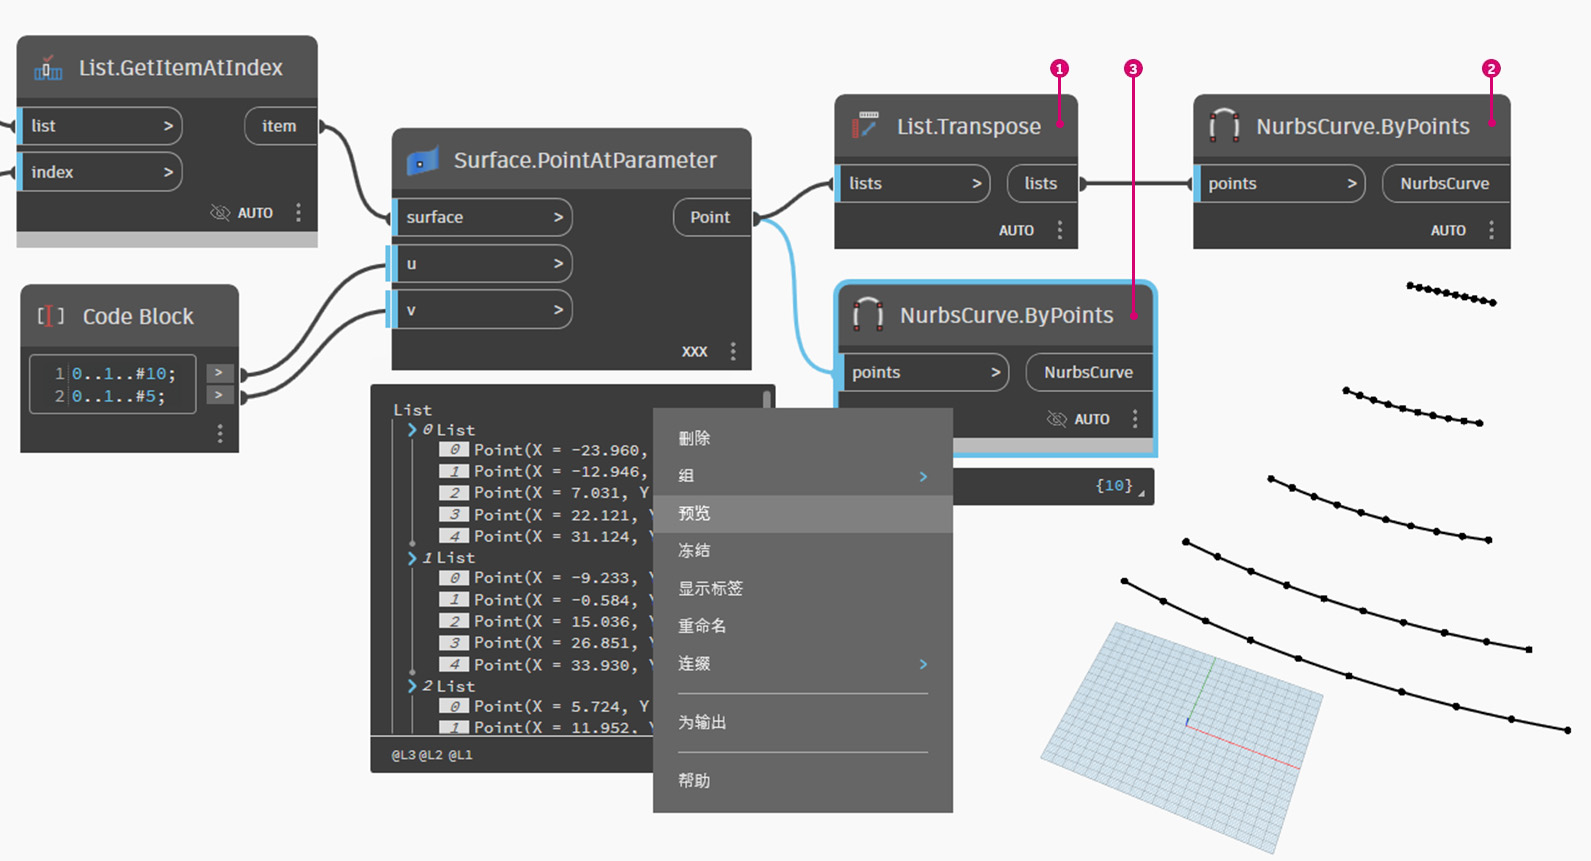 List.GetItemAtIndex
list >
item
index >
AUTO
Code Block
1 0..1..#10; >
2 0..1..#5; >
Surface.PointAtParameter
surface >
Point
u >
v >
XXX
List
0 List
0 Point(X = -23.960,
1 Point(X = -12.946,
2 Point(X = 7.031, Y
3 Point(X = 22.121,
4 Point(X = 31.124,
1 List
0 Point(X = -9.233,
1 Point(X = -0.584,
2 Point(X = 15.036,
3 Point(X = 26.851,
4 Point(X = 33.930,
2 List
0 Point(X = 5.724, Y
1 Point(X = 11.952,
@L3 @L2 @L1
1
List.Transpose
lists >
lists
AUTO
3
NurbsCurve.ByPoints
points >
NurbsCurve
AUTO
{10}
2
NurbsCurve.ByPoints
points >
NurbsCurve
AUTO
删除
组 >
预览
冻结
显示标签
重命名
连缀 >
为输出
帮助